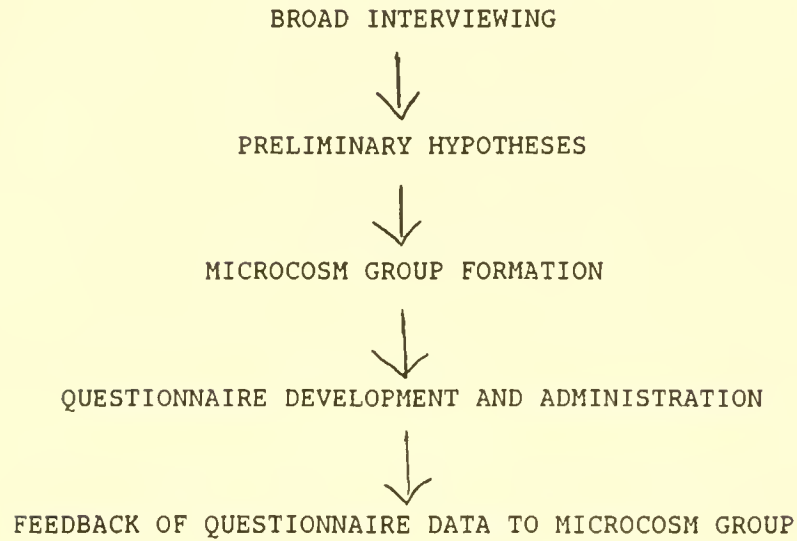 BROAD INTERVIEWING
PRELIMINARY HYPOTHESES
MICROCOSM GROUP FORMATION
QUESTIONNAIRE DEVELOPMENT AND ADMINISTRATION
FEEDBACK OF QUESTIONNAIRE DATA TO MICROCOSM GROUP